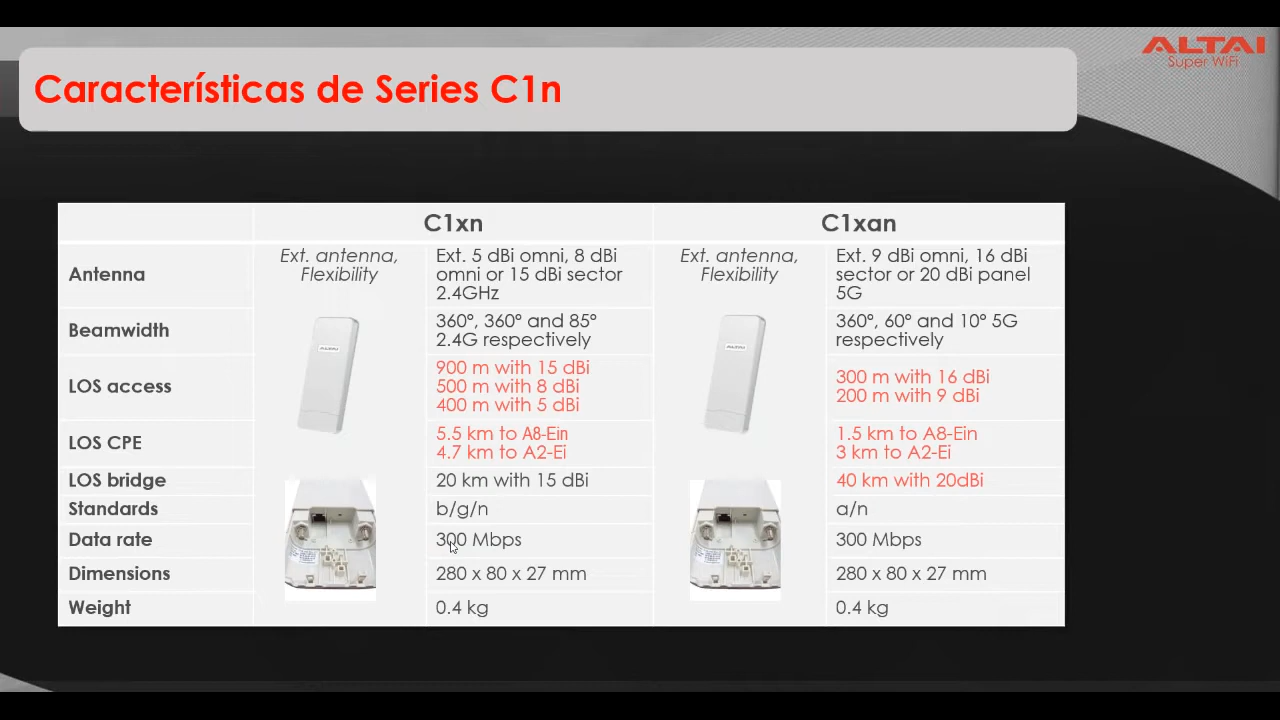 ALTAI
Super WiFi
Características de Series C1n
C1xn
C1xan
Antenna
Ext. antenna,
Flexibility
Ext. 5 dBi omni, 8 dBi
omni or 15 dBi sector
2.4GHz
Ext. antenna,
Flexibility
Ext. 9 dBi omni, 16 dBi
sector or 20 dBi panel
5G
Beamwidth
360°, 360° and 85°
2.4G respectively
360°, 60° and 10° 5G
respectively
LOS access
900 m with 15 dBi
500 m with 8 dBi
400 m with 5 dBi
300 m with 16 dBi
200 m with 9 dBi
LOS CPE
5.5 km to A8-Ein
4.7 km to A2-Ei
1.5 km to A8-Ein
3 km to A2-Ei
LOS bridge
20 km with 15 dBi
40 km with 20dBi
Standards
b/g/n
a/n
Data rate
300 Mbps
300 Mbps
Dimensions
280 x 80 x 27 mm
280 x 80 x 27 mm
Weight
0.4 kg
0.4 kg